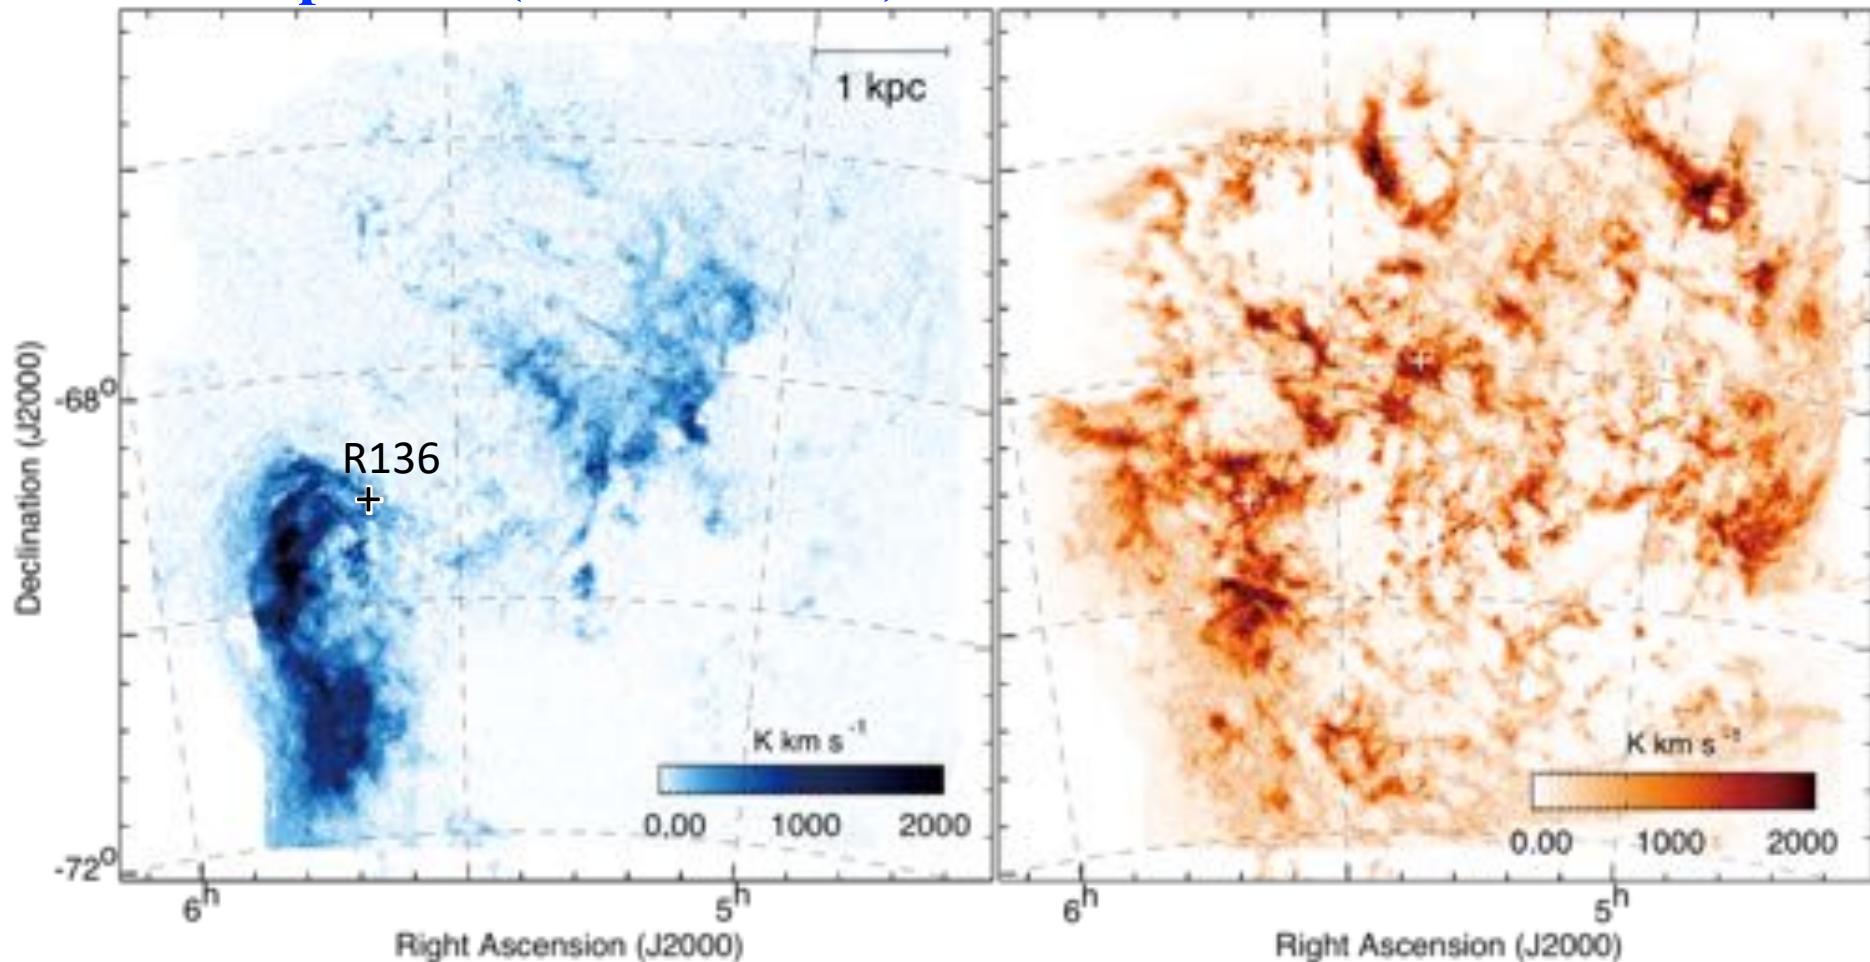 1 kpc
R136
Declination (J2000)
-68°
-72°
K km s⁻¹
0.00 1000 2000
6ʰ 5ʰ
Right Ascension (J2000)
K km s⁻¹
0.00 1000 2000
6ʰ 5ʰ
Right Ascension (J2000)